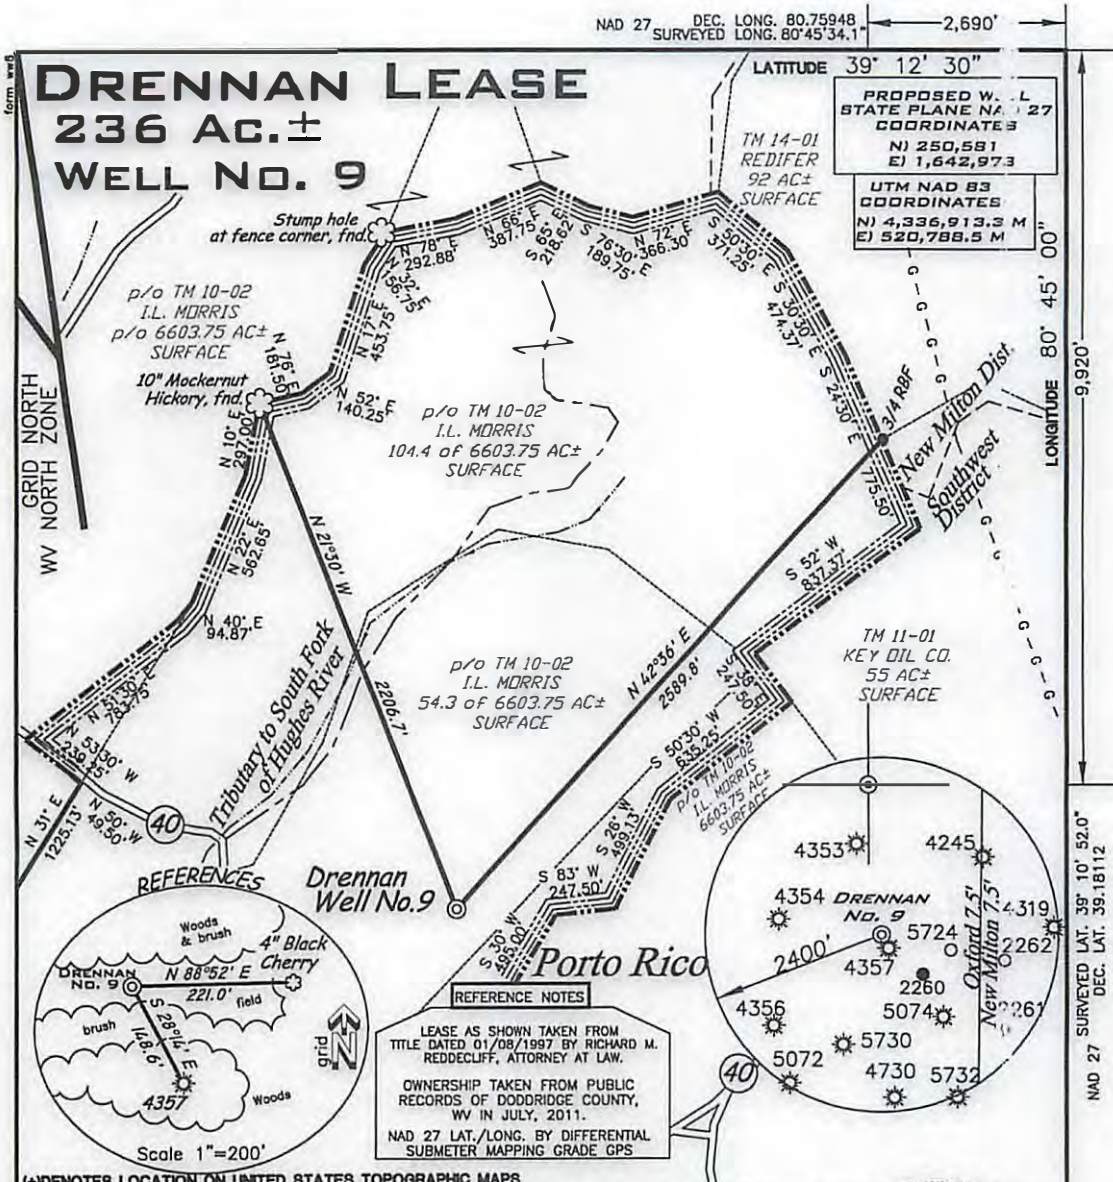 form ww6
NAD 27 DEC. LONG. 80.75948
SURVEYED LONG. 80°45'34.1"
2,690'
LATITUDE 39° 12' 30"
DRENNAN LEASE
236 AC.±
WELL NO. 9
PROPOSED W. L
STATE PLANE NA 27
COORDINATES
N) 250,581
E) 1,642,973
UTM NAD 83
COORDINATES
N) 4,336,913.3 M
E) 520,788.5 M
TM 14-01
REDIFER
92 AC±
SURFACE
9,920'
LONGITUDE 80° 45' 00"
Stump hole
at fence corner, fnd.
N 78° E
292.88'
N 66° E
387.75'
S 65° E
218.62'
S 76°30' E
189.75'
N 72° E
366.30'
S 50°30' E
371.25'
S 30°30' E
474.37'
S 24°30' E
3/4 RBF
New Milton Dist.
Southwest
District
N 32° E
56.75'
N 17° E
453.75'
N 52° E
140.25'
N 76° E
181.50'
p/o TM 10-02
I.L. MORRIS
p/o 6603.75 AC±
SURFACE
10" Mockernut
Hickory, fnd.
N 10° E
297.00'
GRID NORTH
WV NORTH ZONE
p/o TM 10-02
I.L. MORRIS
104.4 of 6603.75 AC±
SURFACE
N 22° E
562.65'
N 40° E
94.87'
N 21°30' W
2206.7'
N 42°36' E
2589.8'
S 52° W
837.37'
TM 11-01
KEY OIL CO.
55 AC±
SURFACE
p/o TM 10-02
I.L. MORRIS
54.3 of 6603.75 AC±
SURFACE
247.50'
S 50°30' W
635.25'
p/o TM 10-02
I.L. MORRIS
6603.75 AC±
SURFACE
N 51°30' E
783.75'
N 53°30' W
239.25'
N 50° W
49.50'
N 31° E
1225.13'
40
Tributary to South Fork
of Hughes River
S 26° W
499.13'
S 83° W
247.50'
S 30° W
495.00'
Drennan
Well No.9
Porto Rico
REFERENCES
Woods
& brush
4" Black
Cherry
DRENNAN
NO. 9
N 88°52' E
221.0'
field
brush
S 28°14' E
148.6'
4357
Woods
grid
N
Scale 1"=200'
REFERENCE NOTES
LEASE AS SHOWN TAKEN FROM
TITLE DATED 01/08/1997 BY RICHARD M.
REDDECLIFF, ATTORNEY AT LAW.
OWNERSHIP TAKEN FROM PUBLIC
RECORDS OF DODDRIDGE COUNTY,
WV IN JULY, 2011.
NAD 27 LAT./LONG. BY DIFFERENTIAL
SUBMETER MAPPING GRADE GPS
40
4353
4245
4354
DRENNAN
NO. 9
4319
5724
2262
4357
2400'
2260
Oxford 7.5'
New Milton 7.5'
4356
5074
2261
5730
5072
4730
5732
NAD 27 SURVEYED LAT. 39° 10' 52.0"
DEC. LAT. 39.18112
(+)DENOTES LOCATION ON UNITED STATES TOPOGRAPHIC MAPS